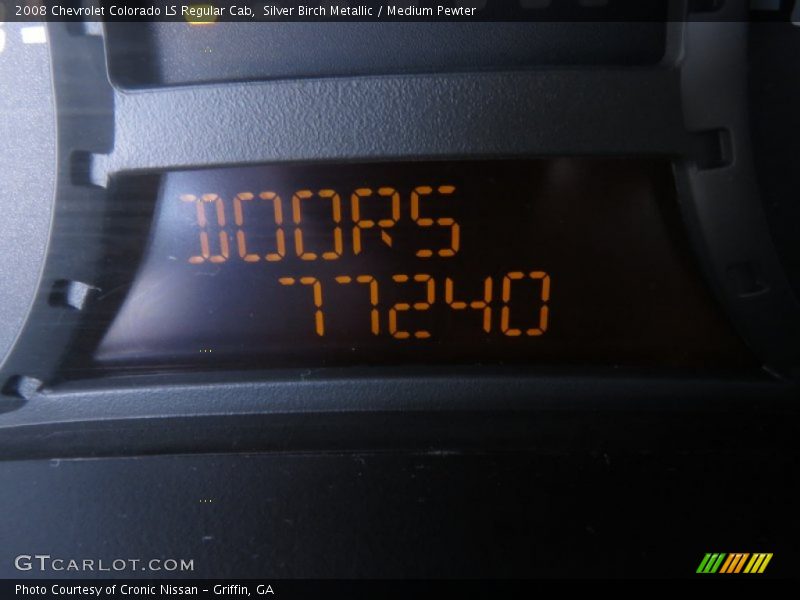 2008 Chevrolet Colorado LS Regular Cab,  Silver Birch Metallic / Medium Pewter
DOORS
77240
GTCARLOT.COM
Photo Courtesy of Cronic Nissan - Griffin, GA